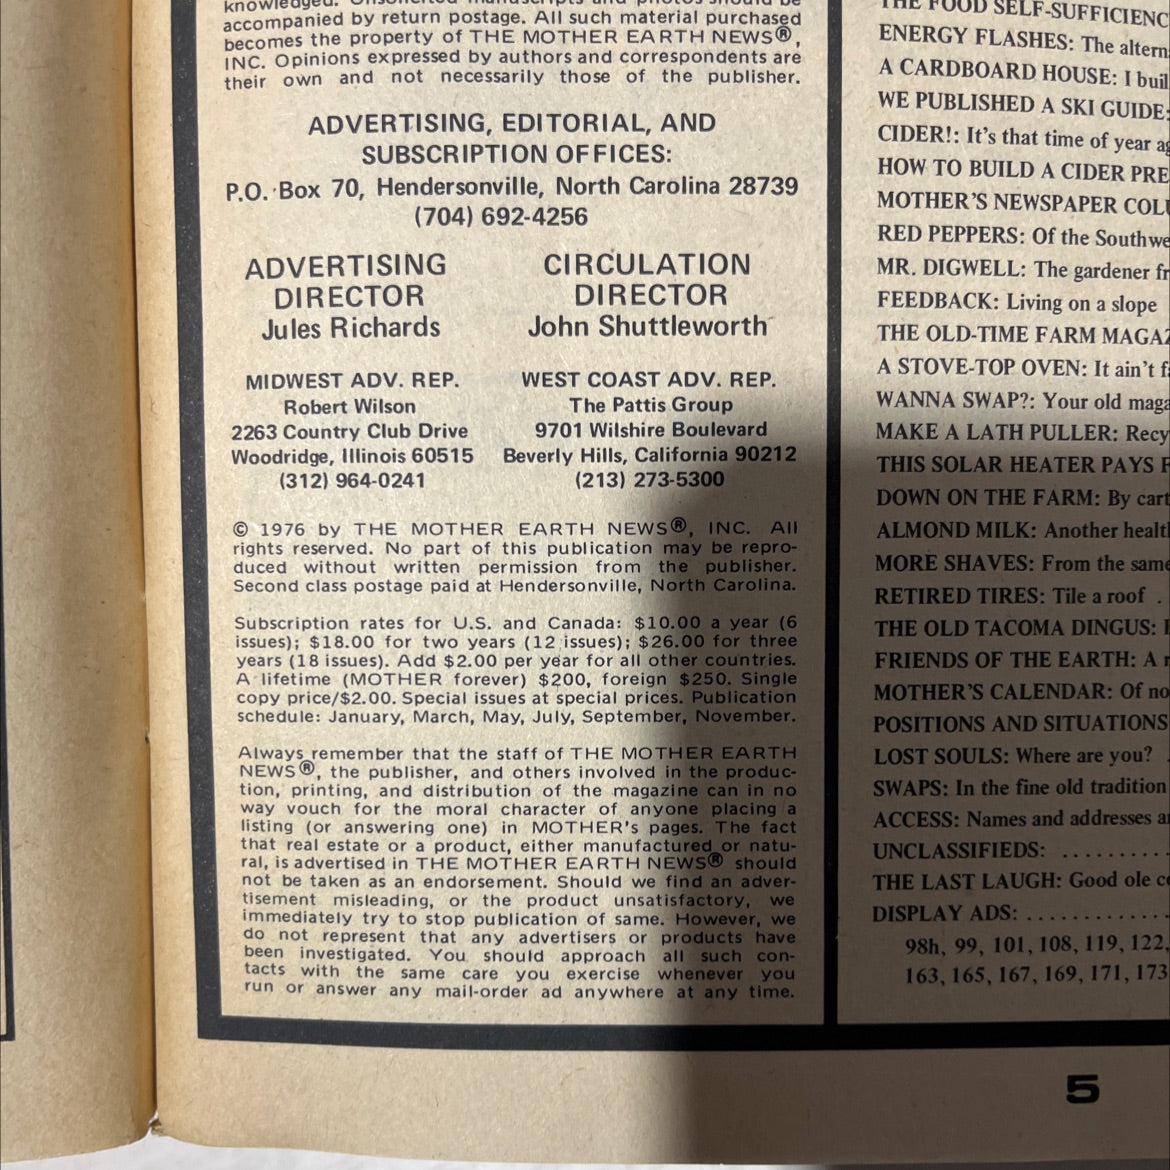 accompanied by return postage. All such material purchased
becomes the property of THE MOTHER EARTH NEWS®,
INC. Opinions expressed by authors and correspondents are
their own and not necessarily those of the publisher.
ADVERTISING, EDITORIAL, AND
SUBSCRIPTION OFFICES:
P.O. Box 70, Hendersonville, North Carolina 28739
(704) 692-4256
ADVERTISING
DIRECTOR
Jules Richards
MIDWEST ADV. REP.
Robert Wilson
2263 Country Club Drive
Woodridge, Illinois 60515
(312) 964-0241
CIRCULATION
DIRECTOR
John Shuttleworth
WEST COAST ADV. REP.
The Pattis Group
9701 Wilshire Boulevard
Beverly Hills, California 90212
(213) 273-5300
© 1976 by THE MOTHER EARTH NEWS®, INC. All
rights reserved. No part of this publication may be repro-
duced without written permission from the publisher.
Second class postage paid at Hendersonville, North Carolina.
Subscription rates for U.S. and Canada: $10.00 a year (6
issues); $18.00 for two years (12 issues); $26.00 for three
years (18 issues). Add $2.00 per year for all other countries.
A lifetime (MOTHER forever) $200, foreign $250. Single
copy price/$2.00. Special issues at special prices. Publication
schedule: January, March, May, July, September, November.
Always remember that the staff of THE MOTHER EARTH
NEWS®, the publisher, and others involved in the produc-
tion, printing, and distribution of the magazine can in no
way vouch for the moral character of anyone placing a
listing (or answering one) in MOTHER's pages. The fact
that real estate or a product, either manufactured or natu-
ral, is advertised in THE MOTHER EARTH NEWS® should
not be taken as an endorsement. Should we find an adver-
tisement misleading, or the product unsatisfactory, we
immediately try to stop publication of same. However, we
do not represent that any advertisers or products have
been investigated. You should approach all such con-
tacts with the same care you exercise whenever you
run or answer any mail-order ad anywhere at any time.
THE FOOD SELF-SUFFICIENC
ENERGY FLASHES: The altern
A CARDBOARD HOUSE: I buil
WE PUBLISHED A SKI GUIDE:
CIDER!: It's that time of year ag
HOW TO BUILD A CIDER PRE
MOTHER'S NEWSPAPER COLU
RED PEPPERS: Of the Southwe
MR. DIGWELL: The gardener fr
FEEDBACK: Living on a slope
THE OLD-TIME FARM MAGAZ
A STOVE-TOP OVEN: It ain't f
WANNA SWAP?: Your old maga
MAKE A LATH PULLER: Recy
THIS SOLAR HEATER PAYS F
DOWN ON THE FARM: By cart
ALMOND MILK: Another healt
MORE SHAVES: From the same
RETIRED TIRES: Tile a roof .
THE OLD TACOMA DINGUS:
FRIENDS OF THE EARTH: A
MOTHER'S CALENDAR: Of no
POSITIONS AND SITUATIONS
LOST SOULS: Where are you? .
SWAPS: In the fine old tradition
ACCESS: Names and addresses
UNCLASSIFIEDS: ..........
THE LAST LAUGH: Good ole
DISPLAY ADS: ............
98h, 99, 101, 108, 119, 122,
163, 165, 167, 169, 171, 173
5